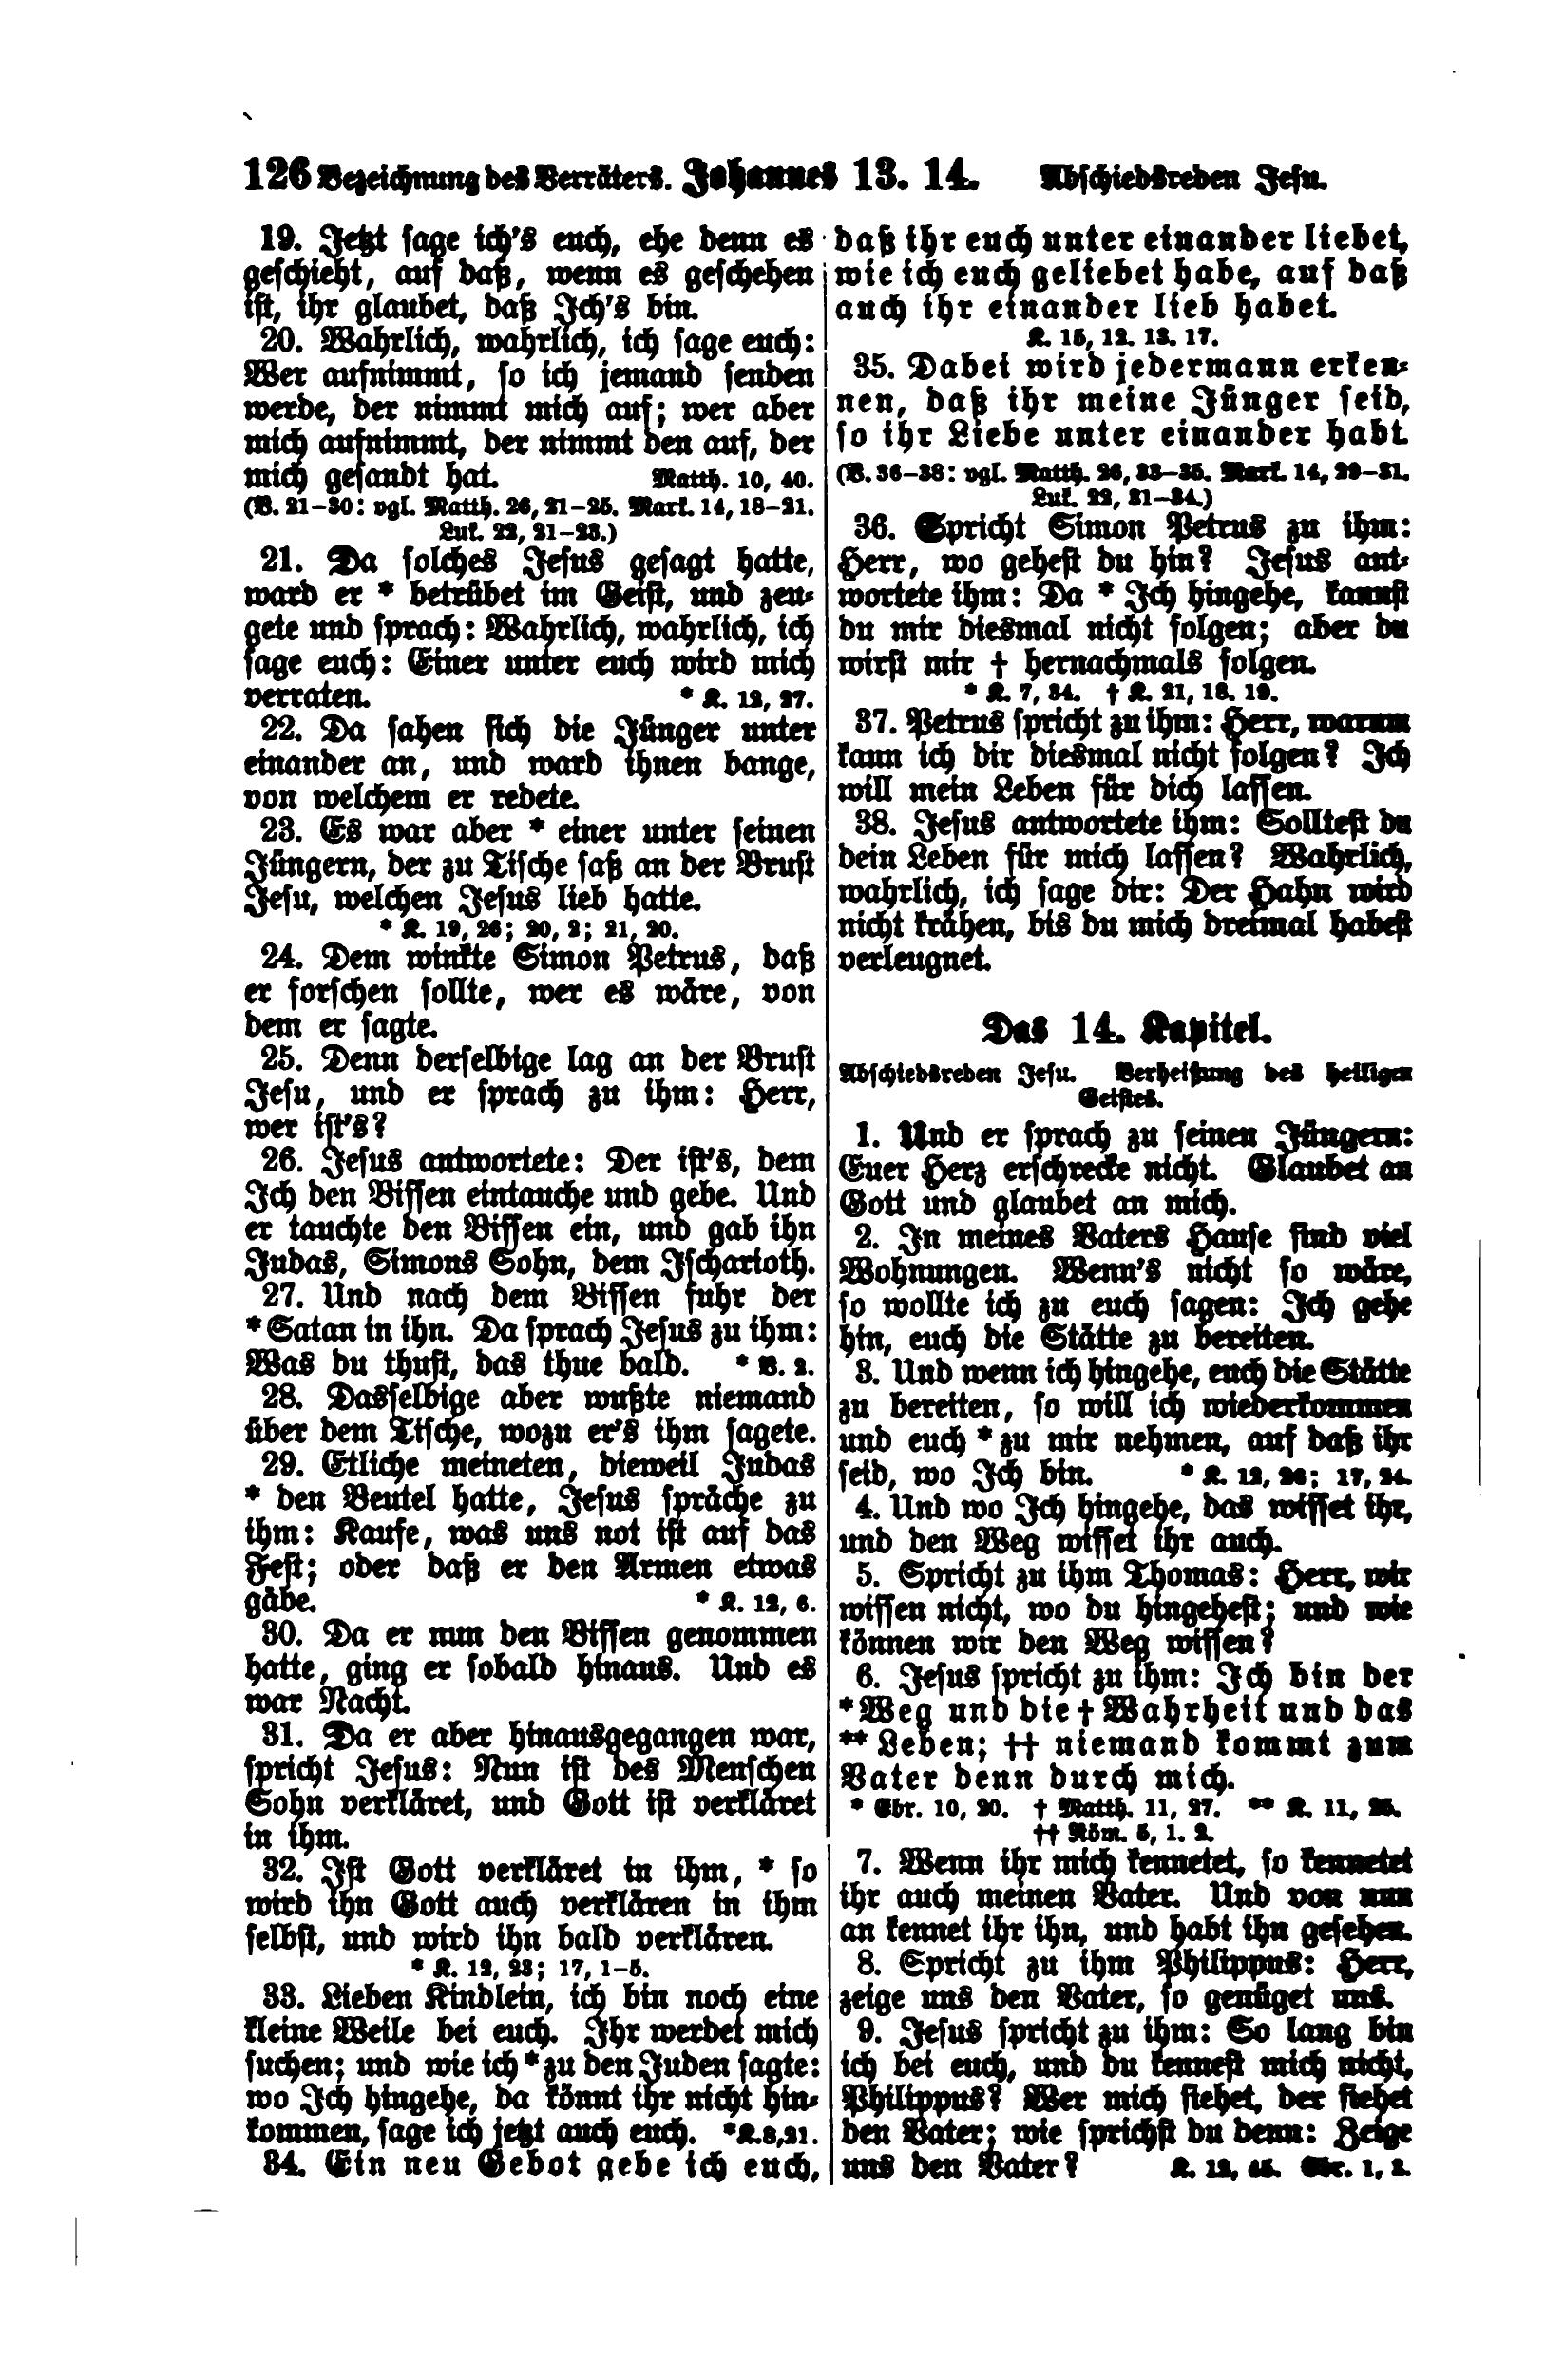 126 Bezeichnung des Verräters. Johannes 13. 14. Abschiedsreden Jesu.
19. Jetzt sage ich's euch, ehe denn es
geschieht, auf daß, wenn es geschehen
ist, ihr glaubet, daß Ich's bin.
20. Wahrlich, wahrlich, ich sage euch:
Wer aufnimmt, so ich jemand senden
werde, der nimmt mich auf; wer aber
mich aufnimmt, der nimmt den auf, der
mich gesandt hat. Matth. 10, 40.
(V. 21–30: vgl. Matth. 26, 21–25. Mark. 14, 18–21.
Luk. 22, 21–23.)
21. Da solches Jesus gesagt hatte,
ward er * betrübet im Geist, und zeu-
gete und sprach: Wahrlich, wahrlich, ich
sage euch: Einer unter euch wird mich
verraten. * K. 12, 27.
22. Da sahen sich die Jünger unter
einander an, und ward ihnen bange,
von welchem er redete.
23. Es war aber * einer unter seinen
Jüngern, der zu Tische saß an der Brust
Jesu, welchen Jesus lieb hatte.
* K. 19, 26; 20, 2; 21, 20.
24. Dem winkte Simon Petrus, daß
er forschen sollte, wer es wäre, von
dem er sagte.
25. Denn derselbige lag an der Brust
Jesu, und er sprach zu ihm: Herr,
wer ist's?
26. Jesus antwortete: Der ist's, dem
Ich den Bissen eintauche und gebe. Und
er tauchte den Bissen ein, und gab ihn
Judas, Simons Sohn, dem Ischarioth.
27. Und nach dem Bissen fuhr der
* Satan in ihn. Da sprach Jesus zu ihm:
Was du thust, das thue bald. * V. 2.
28. Dasselbige aber wußte niemand
über dem Tische, wozu er's ihm sagete.
29. Etliche meineten, dieweil Judas
* den Beutel hatte, Jesus spräche zu
ihm: Kaufe, was uns not ist auf das
Fest; oder daß er den Armen etwas
gäbe. * K. 12, 6.
30. Da er nun den Bissen genommen
hatte, ging er sobald hinaus. Und es
war Nacht.
31. Da er aber hinausgegangen war,
spricht Jesus: Nun ist des Menschen
Sohn verkläret, und Gott ist verkläret
in ihm.
32. Ist Gott verkläret in ihm, * so
wird ihn Gott auch verklären in ihm
selbst, und wird ihn bald verklären.
* K. 12, 23; 17, 1–5.
33. Lieben Kindlein, ich bin noch eine
kleine Weile bei euch. Ihr werdet mich
suchen; und wie ich * zu den Juden sagte:
wo Ich hingehe, da könnt ihr nicht hin-
kommen, sage ich jetzt auch euch. * K. 8, 21.
34. Ein neu Gebot gebe ich euch,
daß ihr euch unter einander liebet,
wie ich euch geliebet habe, auf daß
auch ihr einander lieb habet.
K. 15, 12. 13. 17.
35. Dabei wird jedermann erken-
nen, daß ihr meine Jünger seid,
so ihr Liebe unter einander habt.
(V. 36–38: vgl. Matth. 26, 33–35. Mark. 14, 29–31.
Luk. 22, 31–34.)
36. Spricht Simon Petrus zu ihm:
Herr, wo gehest du hin? Jesus ant-
wortete ihm: Da * Ich hingehe, kannst
du mir diesmal nicht folgen; aber du
wirst mir † hernachmals folgen.
* K. 7, 34. † K. 21, 18. 19.
37. Petrus spricht zu ihm: Herr, warum
kann ich dir diesmal nicht folgen? Ich
will mein Leben für dich lassen.
38. Jesus antwortete ihm: Solltest du
dein Leben für mich lassen? Wahrlich,
wahrlich, ich sage dir: Der Hahn wird
nicht krähen, bis du mich dreimal habest
verleugnet.
Das 14. Kapitel.
Abschiedsreden Jesu. Verheißung des heiligen
Geistes.
1. Und er sprach zu seinen Jüngern:
Euer Herz erschrecke nicht. Glaubet an
Gott und glaubet an mich.
2. In meines Vaters Hause sind viel
Wohnungen. Wenn's nicht so wäre,
so wollte ich zu euch sagen: Ich gehe
hin, euch die Stätte zu bereiten.
3. Und wenn ich hingehe, euch die Stätte
zu bereiten, so will ich wiederkommen
und euch * zu mir nehmen, auf daß ihr
seid, wo Ich bin. * K. 12, 26; 17, 24.
4. Und wo Ich hingehe, das wisset ihr,
und den Weg wisset ihr auch.
5. Spricht zu ihm Thomas: Herr, wir
wissen nicht, wo du hingehest; und wie
können wir den Weg wissen?
6. Jesus spricht zu ihm: Ich bin der
* Weg und die † Wahrheit und das
** Leben; †† niemand kommt zum
Vater denn durch mich.
* Ebr. 10, 20. † Matth. 11, 27. ** K. 11, 25.
†† Röm. 5, 1. 2.
7. Wenn ihr mich kennetet, so kennetet
ihr auch meinen Vater. Und von nun
an kennet ihr ihn, und habt ihn gesehen.
8. Spricht zu ihm Philippus: Herr,
zeige uns den Vater, so genüget uns.
9. Jesus spricht zu ihm: So lang bin
ich bei euch, und du kennest mich nicht,
Philippus? Wer mich siehet, der siehet
den Vater; wie sprichst du denn: Zeige
uns den Vater? K. 12, 45. Ebr. 1, 3.